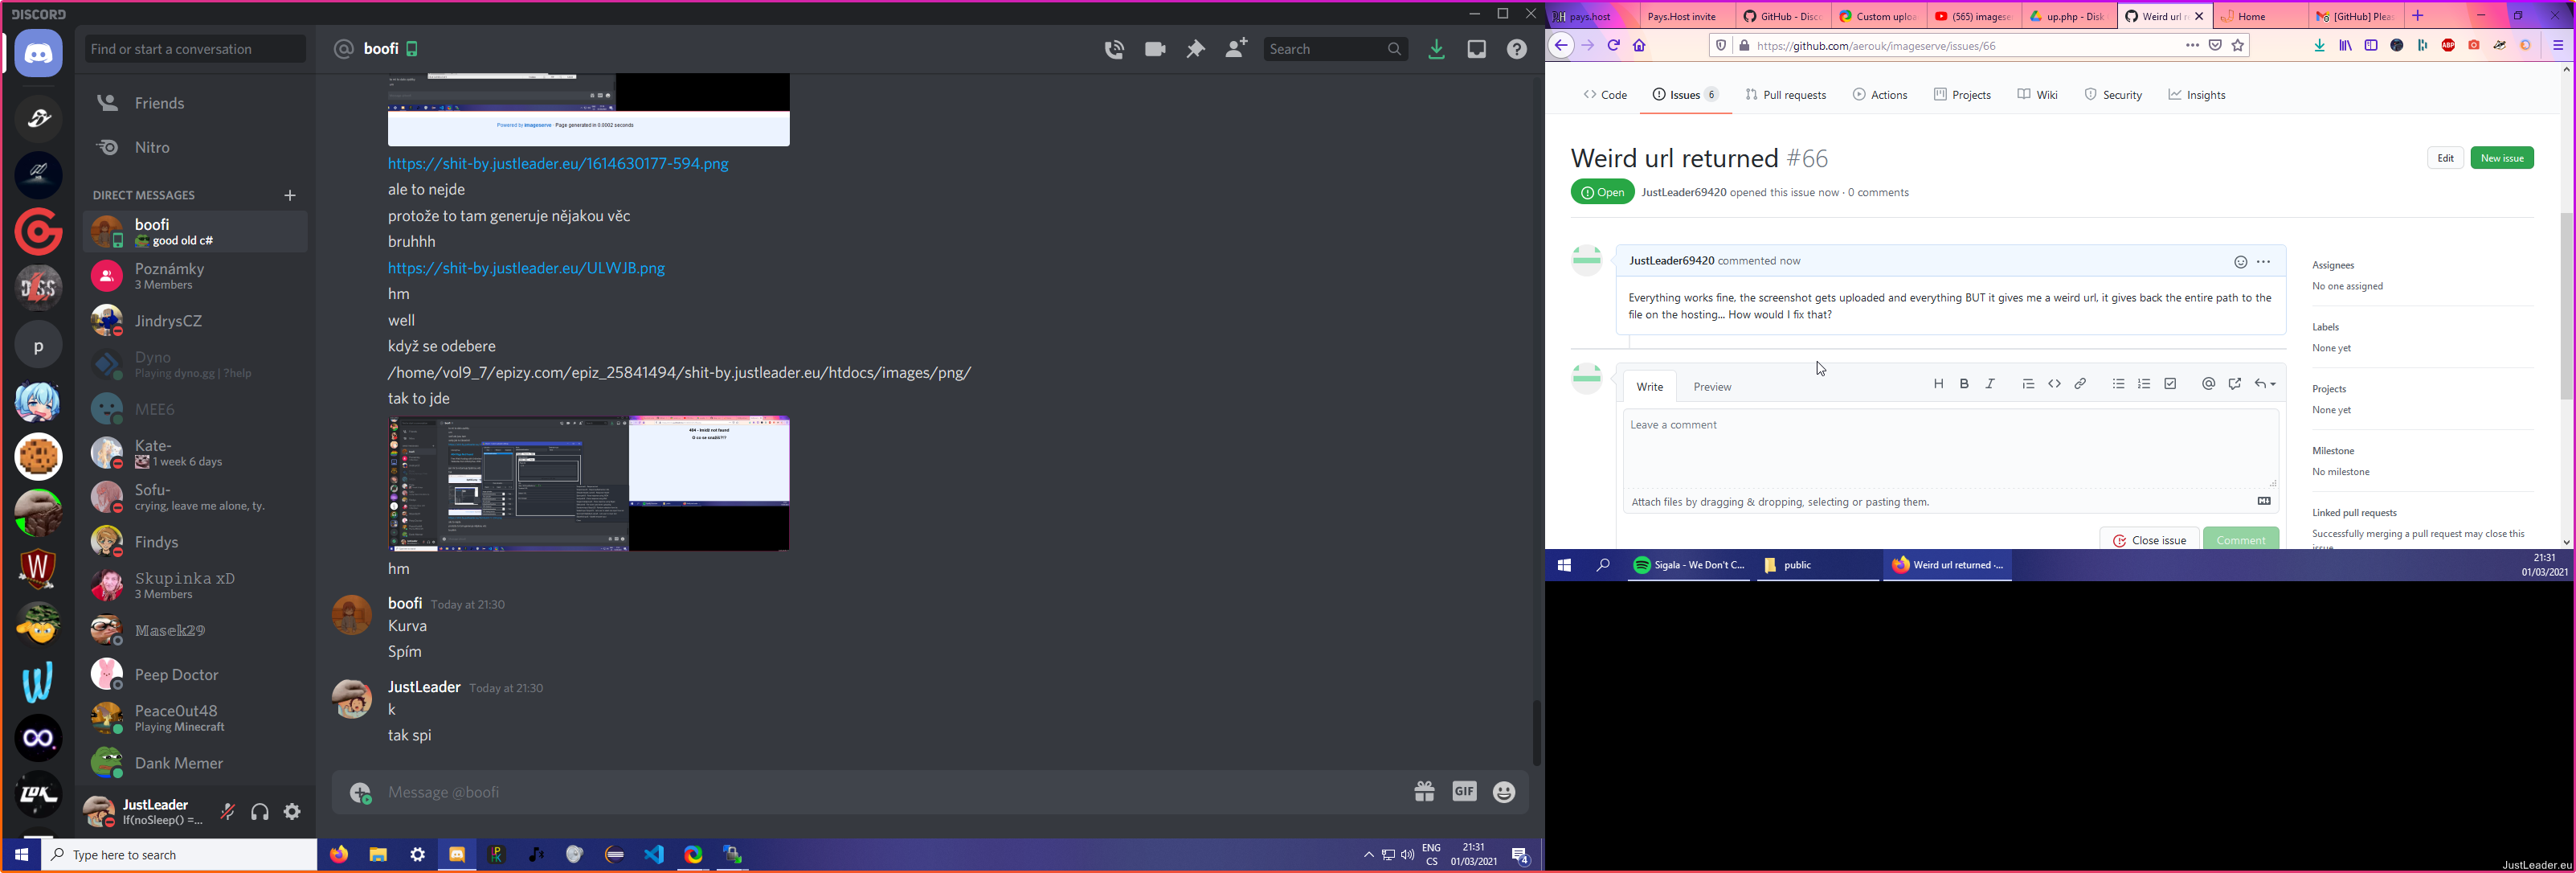 DISCORD
Find or start a conversation
Friends
Nitro
DIRECT MESSAGES
boofi
good old c#
Poznámky
3 Members
JindrysCZ
Dyno
Playing dyno.gg | ?help
MEE6
Kate-
1 week 6 days
Sofu-
crying, leave me alone, ty.
Findys
Skupinka xD
3 Members
𝕄𝕒𝕤𝕖𝕜𝟚𝟡
Peep Doctor
PeaceOut48
Playing Minecraft
Dank Memer
JustLeader
If(noSleep() =...
p
boofi
Search
Powered by imageserve · Page generated in 0.0002 seconds
https://shit-by.justleader.eu/1614630177-594.png
ale to nejde
protože to tam generuje nějakou věc
bruhhh
https://shit-by.justleader.eu/ULWJB.png
hm
well
když se odebere
/home/vol9_7/epizy.com/epiz_25841494/shit-by.justleader.eu/htdocs/images/png/
tak to jde
hm
boofi Today at 21:30
Kurva
Spím
JustLeader Today at 21:30
k
tak spi
Message @boofi
GIF
Type here to search
ENG
CS
21:31
01/03/2021
4
pays.host
Pays.Host invite
GitHub - Disco
Custom uploa
(565) imagese
up.php - Disk
Weird url re
Home
[GitHub] Plea
https://github.com/aerouk/imageserve/issues/66
ABP
Code
Issues 6
Pull requests
Actions
Projects
Wiki
Security
Insights
Weird url returned #66
Edit
New issue
Open
JustLeader69420 opened this issue now · 0 comments
JustLeader69420 commented now
Everything works fine, the screenshot gets uploaded and everything BUT it gives me a weird url, it gives back the entire path to the
file on the hosting... How would I fix that?
Write
Preview
Leave a comment
Attach files by dragging & dropping, selecting or pasting them.
Close issue
Comment
Assignees
No one assigned
Labels
None yet
Projects
None yet
Milestone
No milestone
Linked pull requests
Successfully merging a pull request may close this
issue.
Sigala - We Don't C...
public
Weird url returned ·...
21:31
01/03/2021
JustLeader.eu